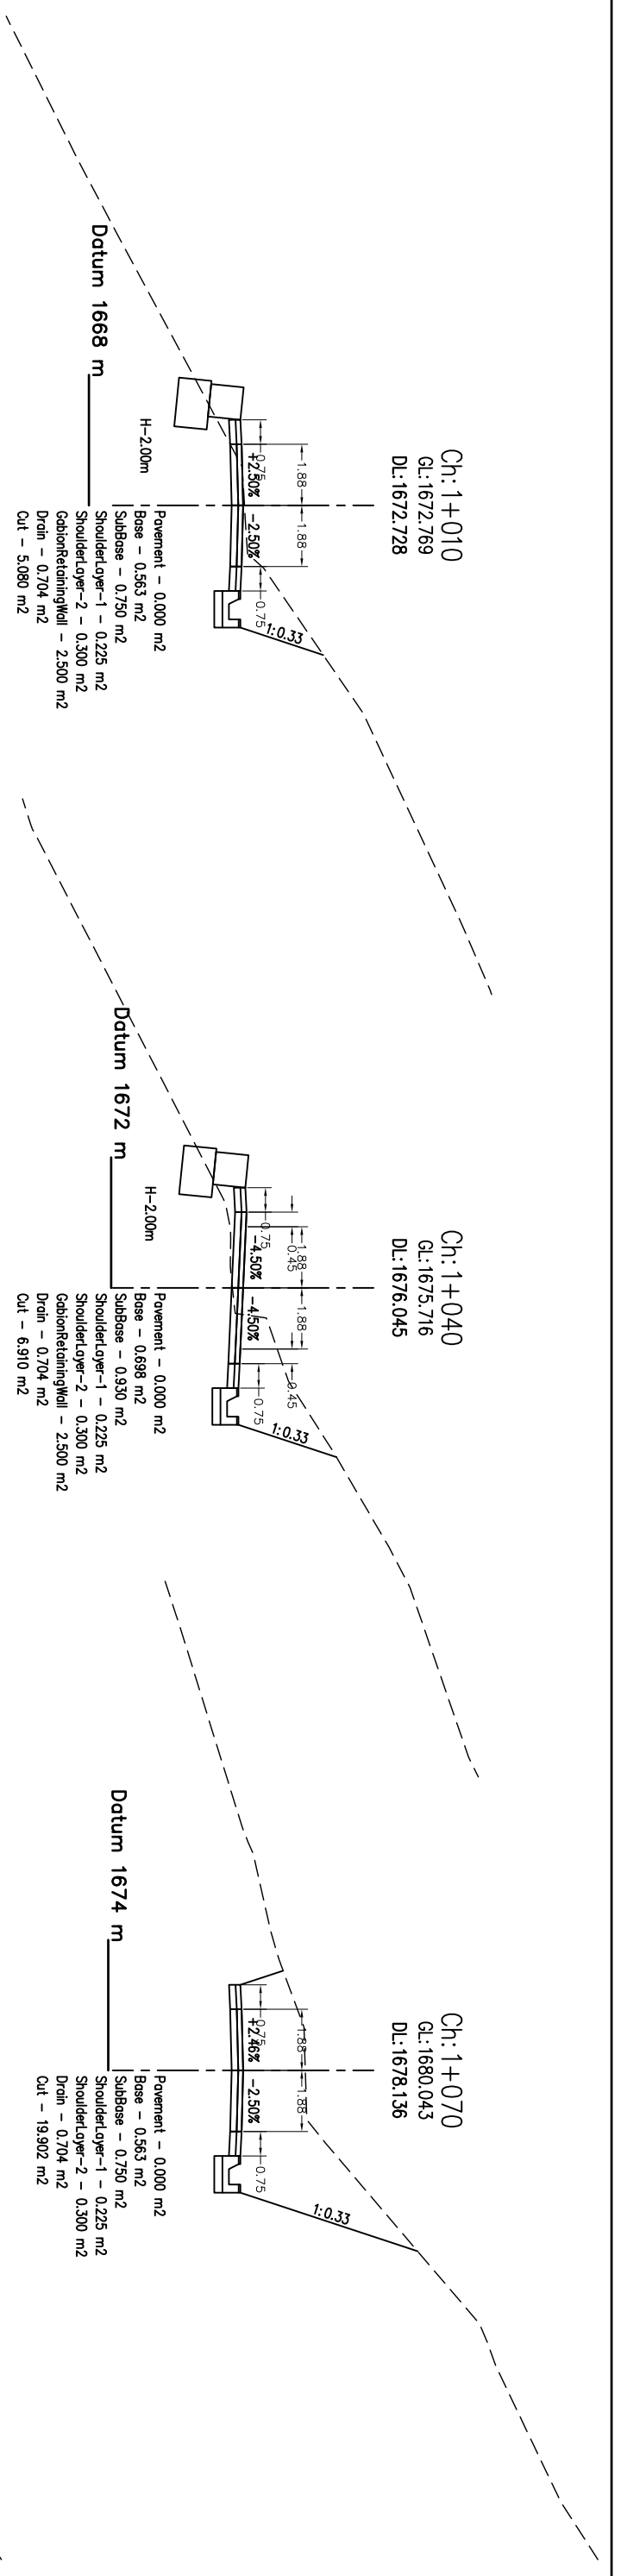 Ch:1+010
GL:1672.769
DL:1672.728
1.88
1.88
0.75
+2.50%
-2.50%
0.75
1:0.33
Datum 1668 m
H-2.00m
Pavement - 0.000 m2
Base - 0.563 m2
SubBase - 0.750 m2
ShoulderLayer-1 - 0.225 m2
ShoulderLayer-2 - 0.300 m2
GabionRetainingWall - 2.500 m2
Drain - 0.704 m2
Cut - 5.080 m2
Ch:1+040
GL:1675.716
DL:1676.045
1.88
1.88
0.45
0.45
0.75
-4.50%
-4.50%
0.75
1:0.33
Datum 1672 m
H-2.00m
Pavement - 0.000 m2
Base - 0.698 m2
SubBase - 0.930 m2
ShoulderLayer-1 - 0.225 m2
ShoulderLayer-2 - 0.300 m2
GabionRetainingWall - 2.500 m2
Drain - 0.704 m2
Cut - 6.910 m2
Ch:1+070
GL:1680.043
DL:1678.136
1.88
1.88
0.75
+2.46%
-2.50%
0.75
1:0.33
Datum 1674 m
Pavement - 0.000 m2
Base - 0.563 m2
SubBase - 0.750 m2
ShoulderLayer-1 - 0.225 m2
ShoulderLayer-2 - 0.300 m2
Drain - 0.704 m2
Cut - 19.902 m2